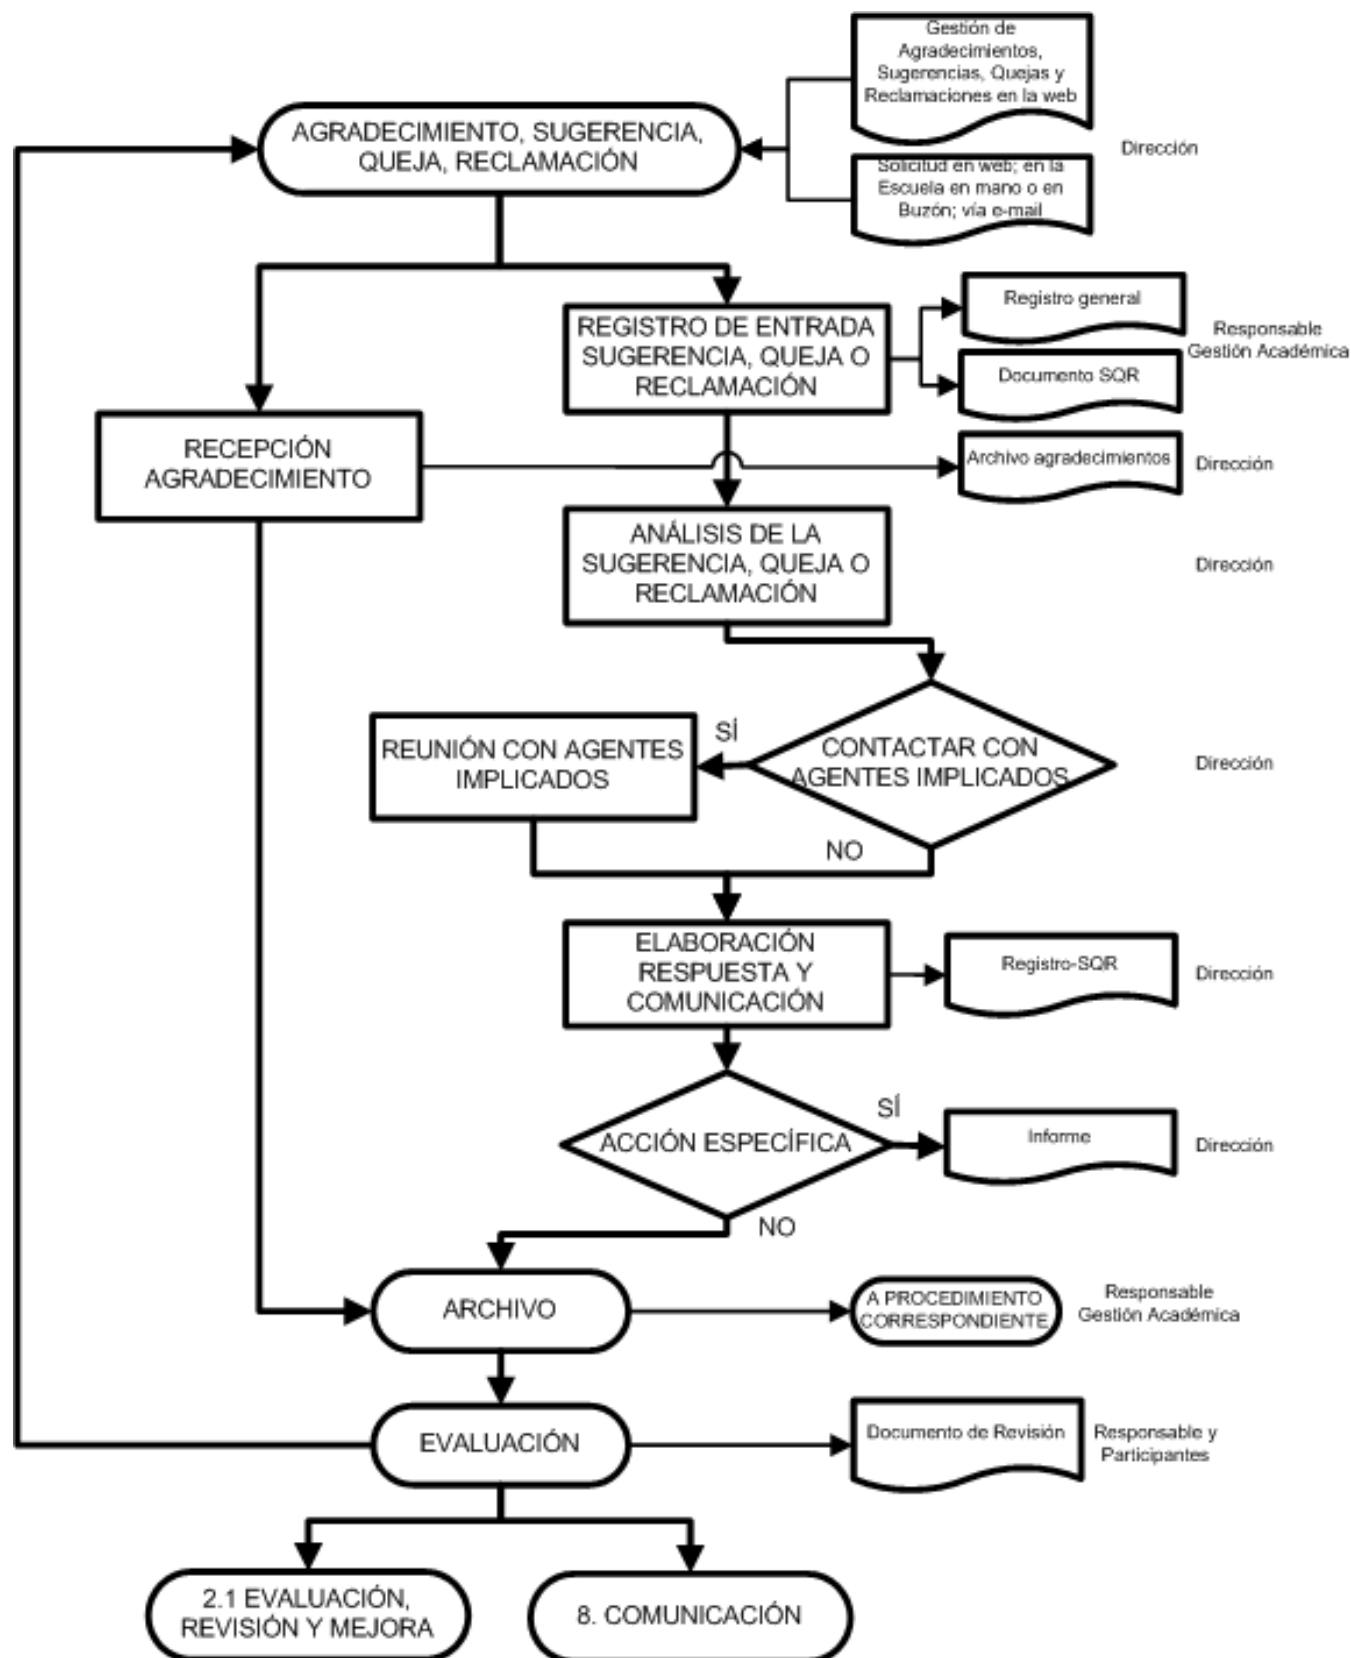 Gestión de
Agradecimientos,
Sugerencias, Quejas y
Reclamaciones en la web
AGRADECIMIENTO, SUGERENCIA,
QUEJA, RECLAMACIÓN
Dirección
Solicitud en web; en la
Escuela en mano o en
Buzón; vía e-mail
REGISTRO DE ENTRADA
SUGERENCIA, QUEJA O
RECLAMACIÓN
Registro general
Responsable
Gestión Académica
Documento SQR
RECEPCIÓN
AGRADECIMIENTO
Archivo agradecimientos
Dirección
ANÁLISIS DE LA
SUGERENCIA, QUEJA O
RECLAMACIÓN
Dirección
REUNIÓN CON AGENTES
IMPLICADOS
SÍ
CONTACTAR CON
AGENTES IMPLICADOS
Dirección
NO
ELABORACIÓN
RESPUESTA Y
COMUNICACIÓN
Registro-SQR
Dirección
ACCIÓN ESPECÍFICA
SÍ
Informe
Dirección
NO
ARCHIVO
A PROCEDIMIENTO
CORRESPONDIENTE
Responsable
Gestión Académica
EVALUACIÓN
Documento de Revisión
Responsable y
Participantes
2.1 EVALUACIÓN,
REVISIÓN Y MEJORA
8. COMUNICACIÓN